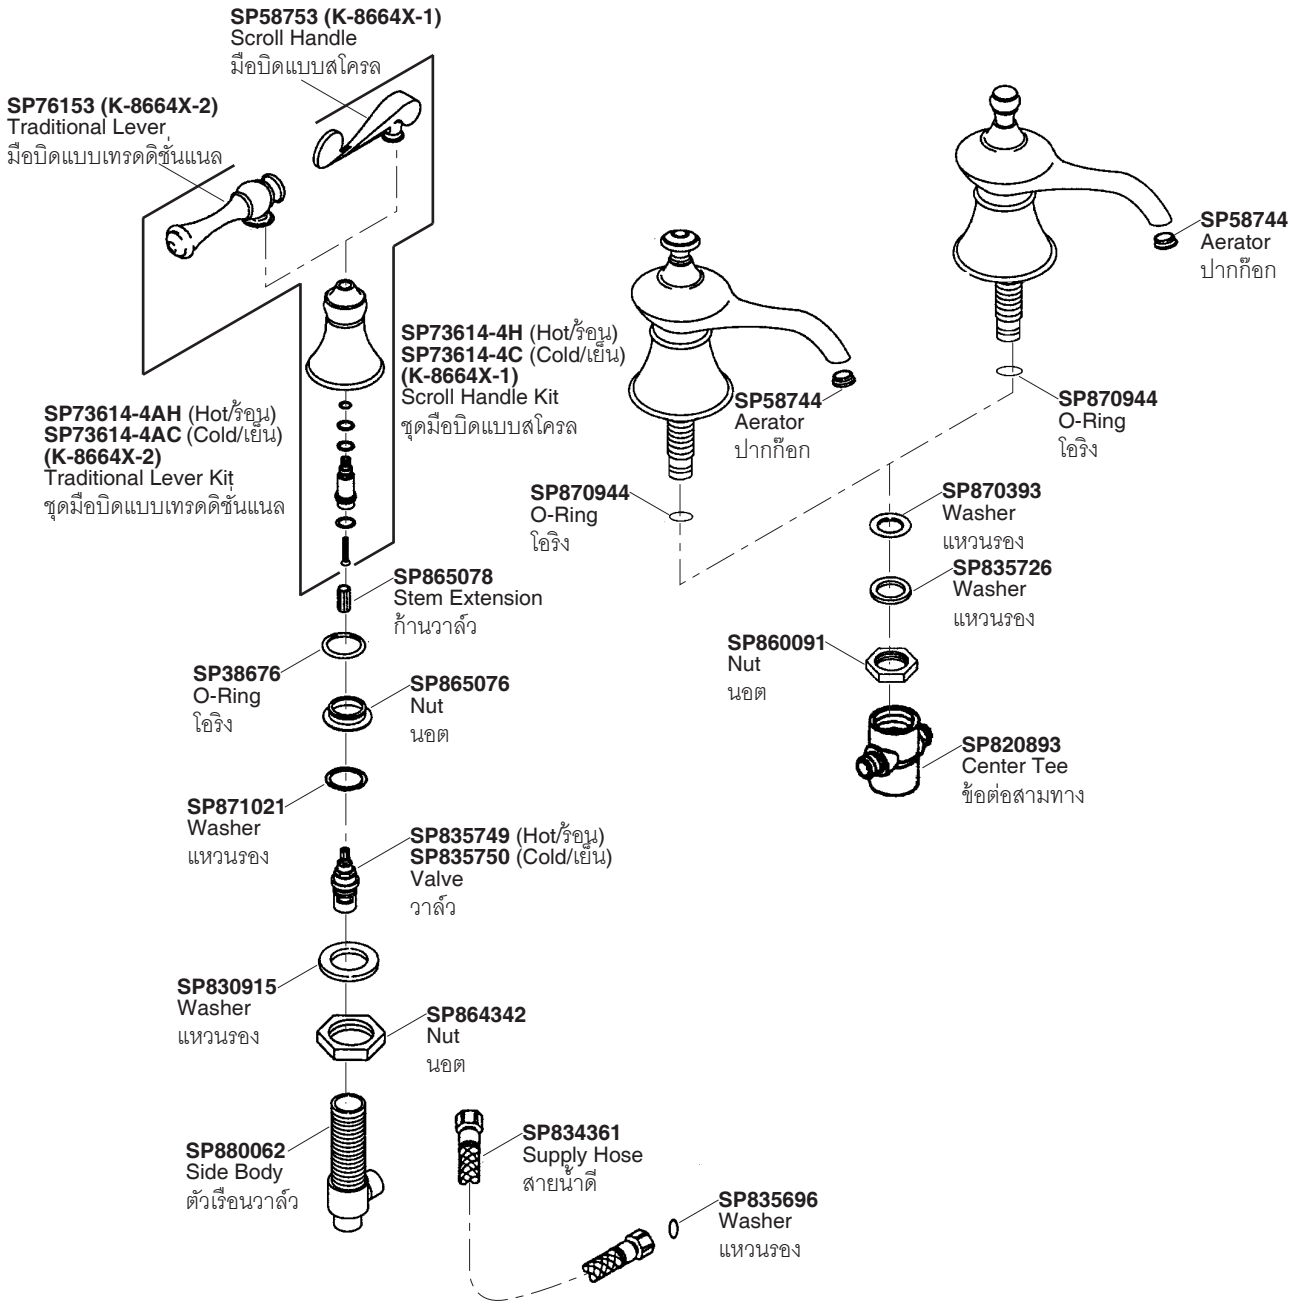 SP58753 (K-8664X-1)
Scroll Handle
มือบิดแบบสโครล
SP76153 (K-8664X-2)
Traditional Lever
มือบิดแบบเทรดดิชั่นแนล
SP58744
Aerator
ปากก๊อก
SP73614-4H (Hot/ร้อน)
SP73614-4C (Cold/เย็น)
(K-8664X-1)
Scroll Handle Kit
ชุดมือบิดแบบสโครล
SP58744
Aerator
ปากก๊อก
SP870944
O-Ring
โอริง
SP73614-4AH (Hot/ร้อน)
SP73614-4AC (Cold/เย็น)
(K-8664X-2)
Traditional Lever Kit
ชุดมือบิดแบบเทรดดิชั่นแนล
SP870944
O-Ring
โอริง
SP870393
Washer
แหวนรอง
SP865078
Stem Extension
ก้านวาล์ว
SP835726
Washer
แหวนรอง
SP860091
Nut
นอต
SP38676
O-Ring
โอริง
SP865076
Nut
นอต
SP820893
Center Tee
ข้อต่อสามทาง
SP871021
Washer
แหวนรอง
SP835749 (Hot/ร้อน)
SP835750 (Cold/เย็น)
Valve
วาล์ว
SP830915
Washer
แหวนรอง
SP864342
Nut
นอต
SP880062
Side Body
ตัวเรือนวาล์ว
SP834361
Supply Hose
สายน้ำดี
SP835696
Washer
แหวนรอง